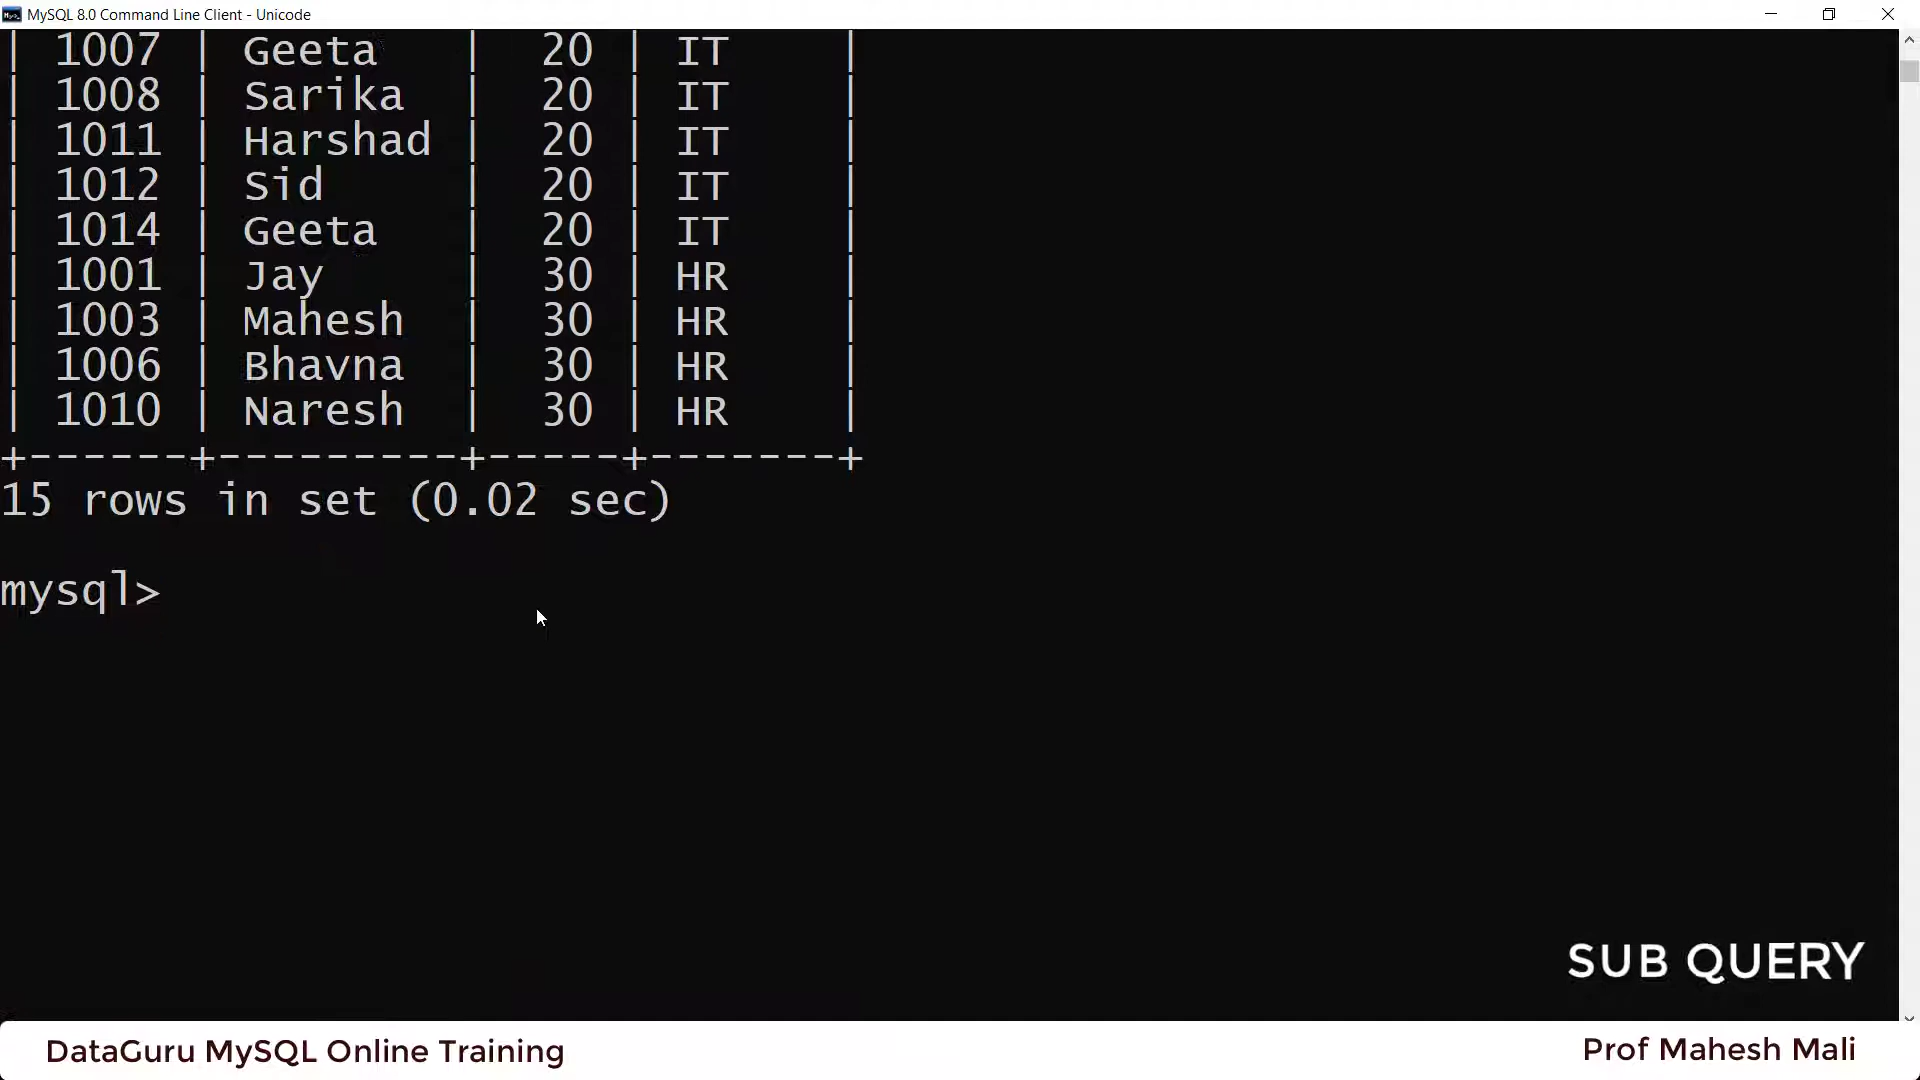 MySQL 8.0 Command Line Client - Unicode
| 1007 | Geeta | 20 | IT |
| 1008 | Sarika | 20 | IT |
| 1011 | Harshad | 20 | IT |
| 1012 | Sid | 20 | IT |
| 1014 | Geeta | 20 | IT |
| 1001 | Jay | 30 | HR |
| 1003 | Mahesh | 30 | HR |
| 1006 | Bhavna | 30 | HR |
| 1010 | Naresh | 30 | HR |
+------+---------+-----+-------+
15 rows in set (0.02 sec)
mysql>
SUB QUERY
DataGuru MySQL Online Training
Prof Mahesh Mali